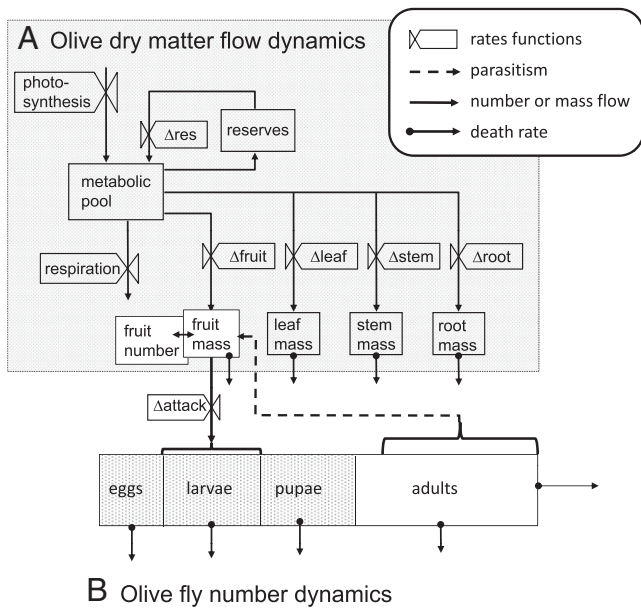 A Olive dry matter flow dynamics
rates functions
parasitism
number or mass flow
death rate
photo-
synthesis
Δres
reserves
metabolic
pool
respiration
Δfruit
Δleaf
Δstem
Δroot
fruit
number
fruit
mass
leaf
mass
stem
mass
root
mass
Δattack
eggs
larvae
pupae
adults
B Olive fly number dynamics